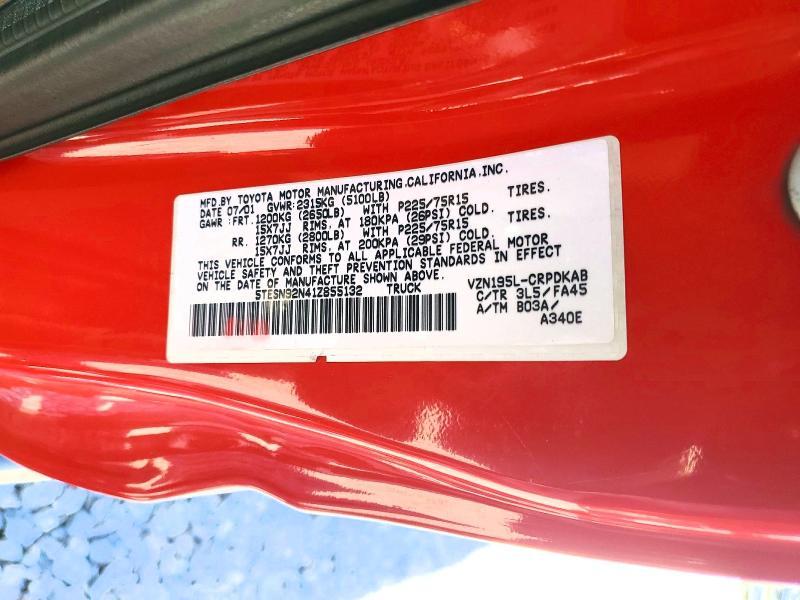 MFD.BY TOYOTA MOTOR MANUFACTURING,CALIFORNIA,INC.
DATE 07/01 GVWR:2315KG (5100LB)
GAWR: FRT.1200KG (2650LB) WITH P225/75R15 TIRES.
15X7JJ RIMS, AT 180KPA (26PSI) COLD.
RR. 1270KG (2800LB) WITH P225/75R15 TIRES.
15X7JJ RIMS, AT 200KPA (29PSI) COLD.
THIS VEHICLE CONFORMS TO ALL APPLICABLE FEDERAL MOTOR
VEHICLE SAFETY AND THEFT PREVENTION STANDARDS IN EFFECT
ON THE DATE OF MANUFACTURE SHOWN ABOVE.
5TESN92N41Z855132 TRUCK
VZN195L-CRPDKAB
C/TR 3L5/FA45
A/TM B03A/
A340E